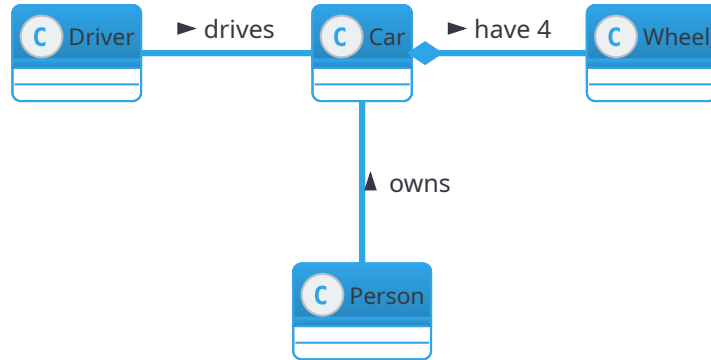 C Driver
► drives
C Car
► have 4
C Wheel
▲ owns
C Person